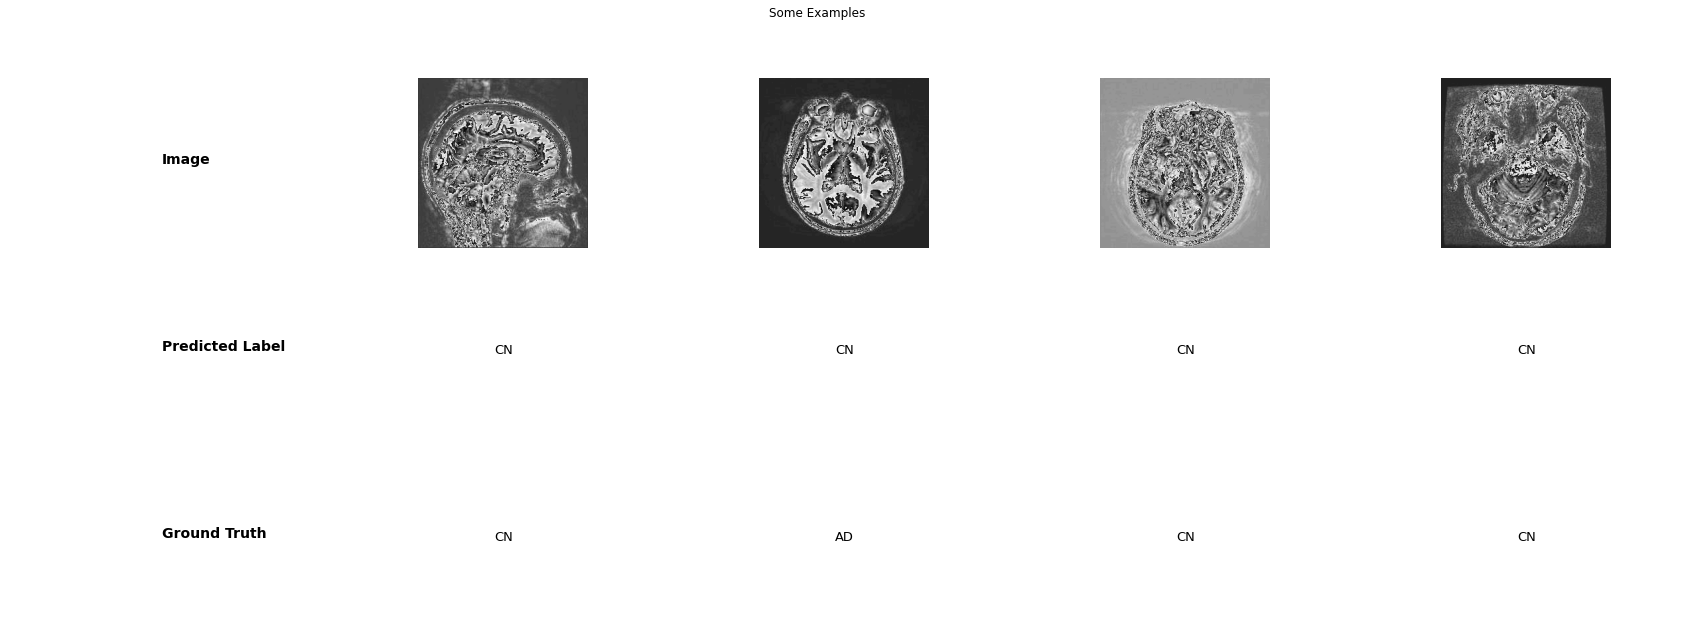 Some Examples
Image
Predicted Label CN CN CN CN
Ground Truth CN AD CN CN